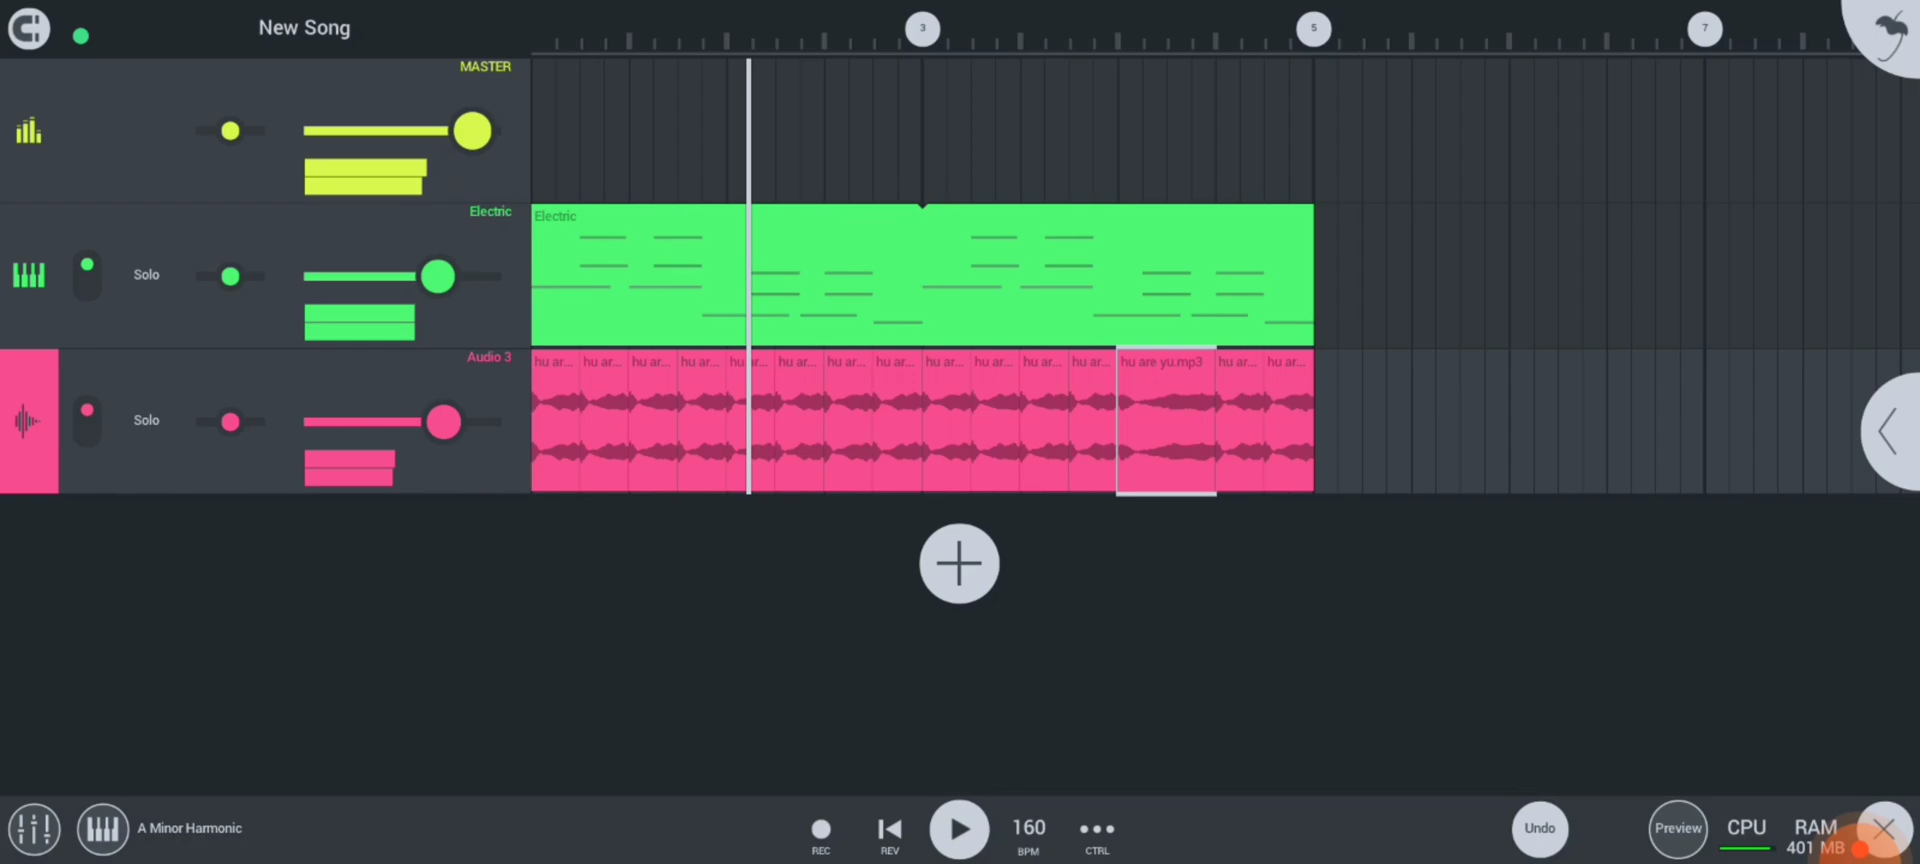 New Song
3
5
7
MASTER
Electric
Solo
Electric
Audio 3
Solo
hu ar... hu ar... hu ar... hu ar... hu ar... hu ar... hu ar... hu ar... hu ar... hu ar... hu ar... hu are yu.mp3 hu ar... hu ar...
A Minor Harmonic
REC
REV
160
BPM
CTRL
Undo
Preview
CPU
RAM
401 MB